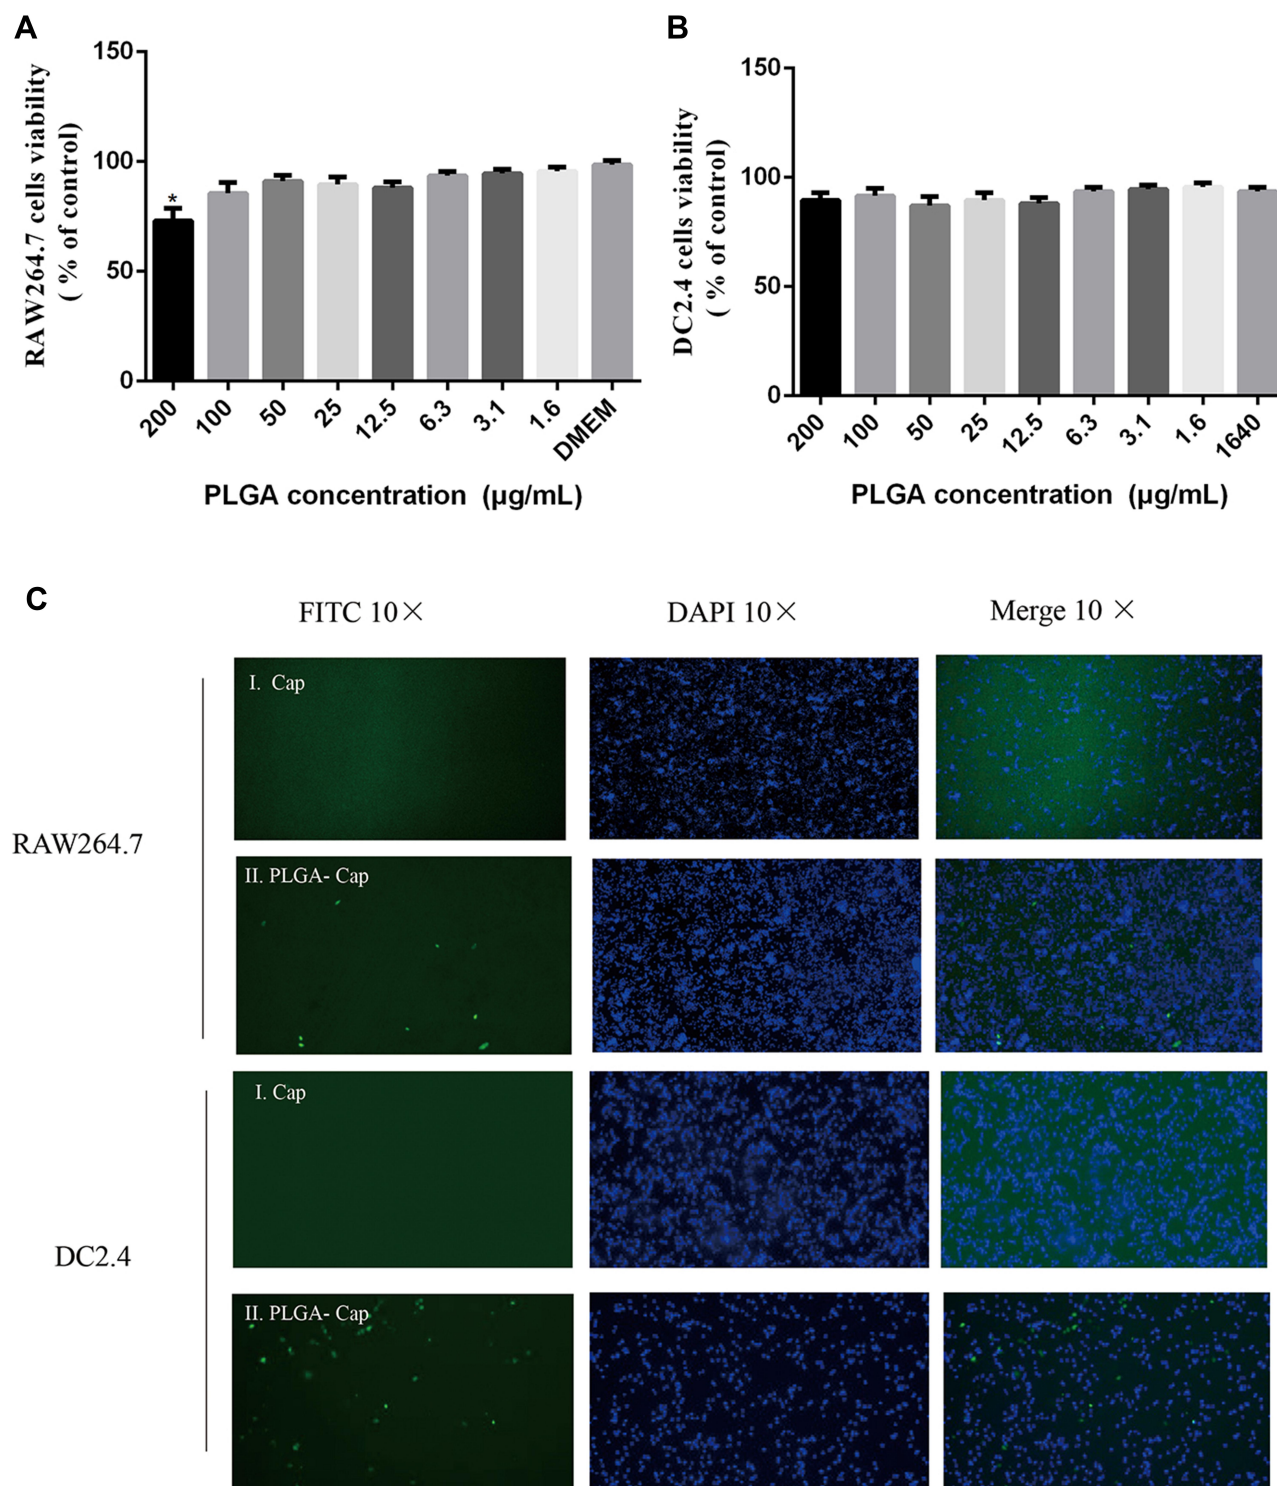 A
150
100
50
0
RAW264.7 cells viability
( % of control)
*
200
100
50
25
12.5
6.3
3.1
1.6
DMEM
PLGA concentration (μg/mL)
B
150
100
50
0
DC2.4 cells viability
( % of control)
200
100
50
25
12.5
6.3
3.1
1.6
1640
PLGA concentration (μg/mL)
C
FITC 10×
DAPI 10×
Merge 10 ×
RAW264.7
I. Cap
II. PLGA- Cap
DC2.4
I. Cap
II. PLGA- Cap